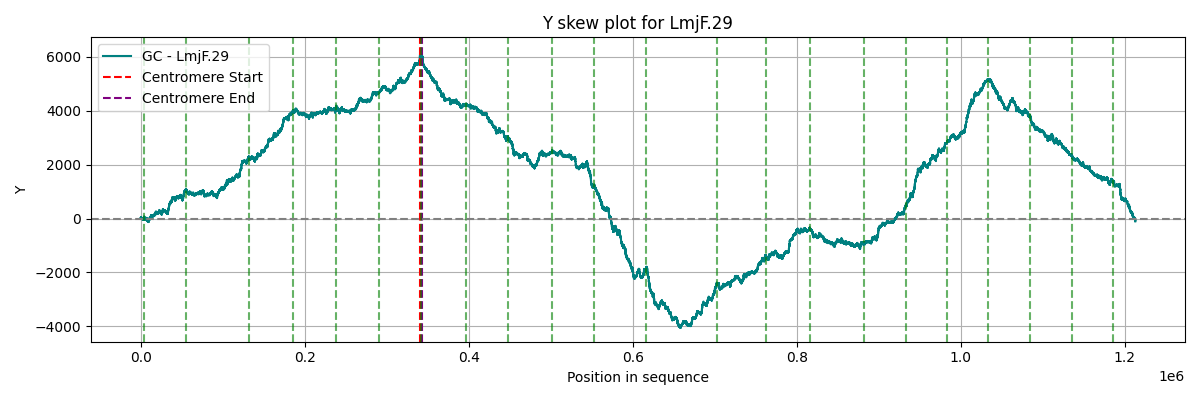 Y skew plot for LmjF.29
GC - LmjF.29
Centromere Start
Centromere End
6000
4000
2000
0
−2000
−4000
Y
0.0 0.2 0.4 0.6 0.8 1.0 1.2
1e6
Position in sequence